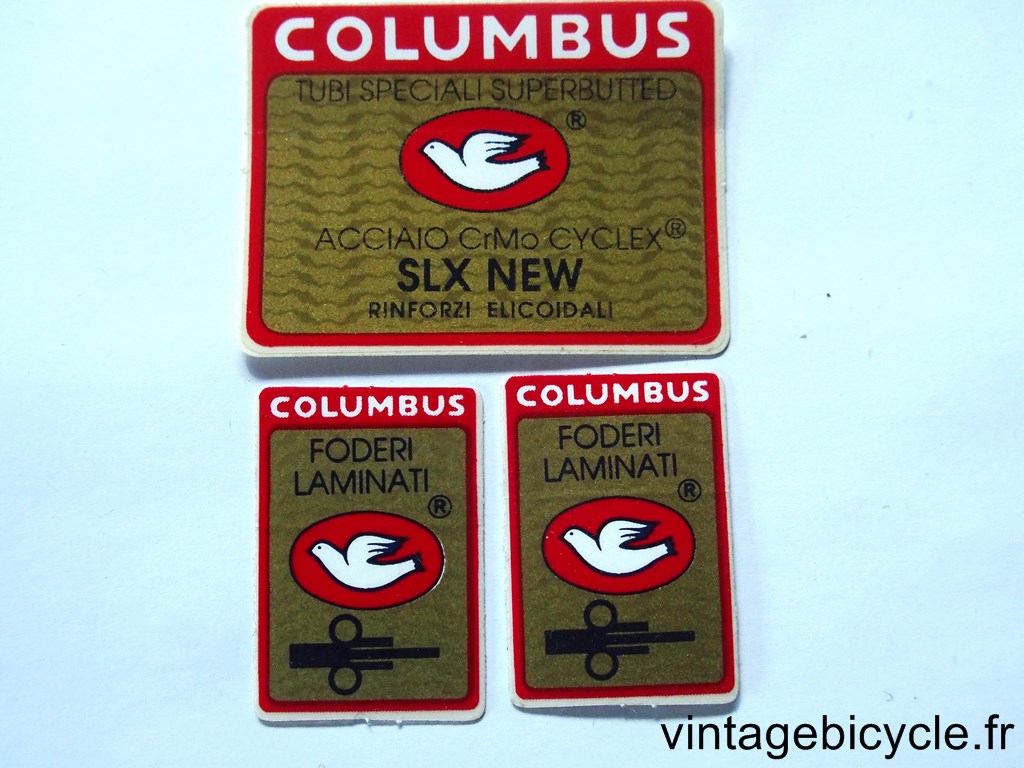 COLUMBUS
TUBI SPECIALI SUPERBUTTED
®
ACCIAIO CrMo CYCLEX®
SLX NEW
RINFORZI ELICOIDALI
COLUMBUS
FODERI
LAMINATI
®
COLUMBUS
FODERI
LAMINATI
®
vintagebicycle.fr